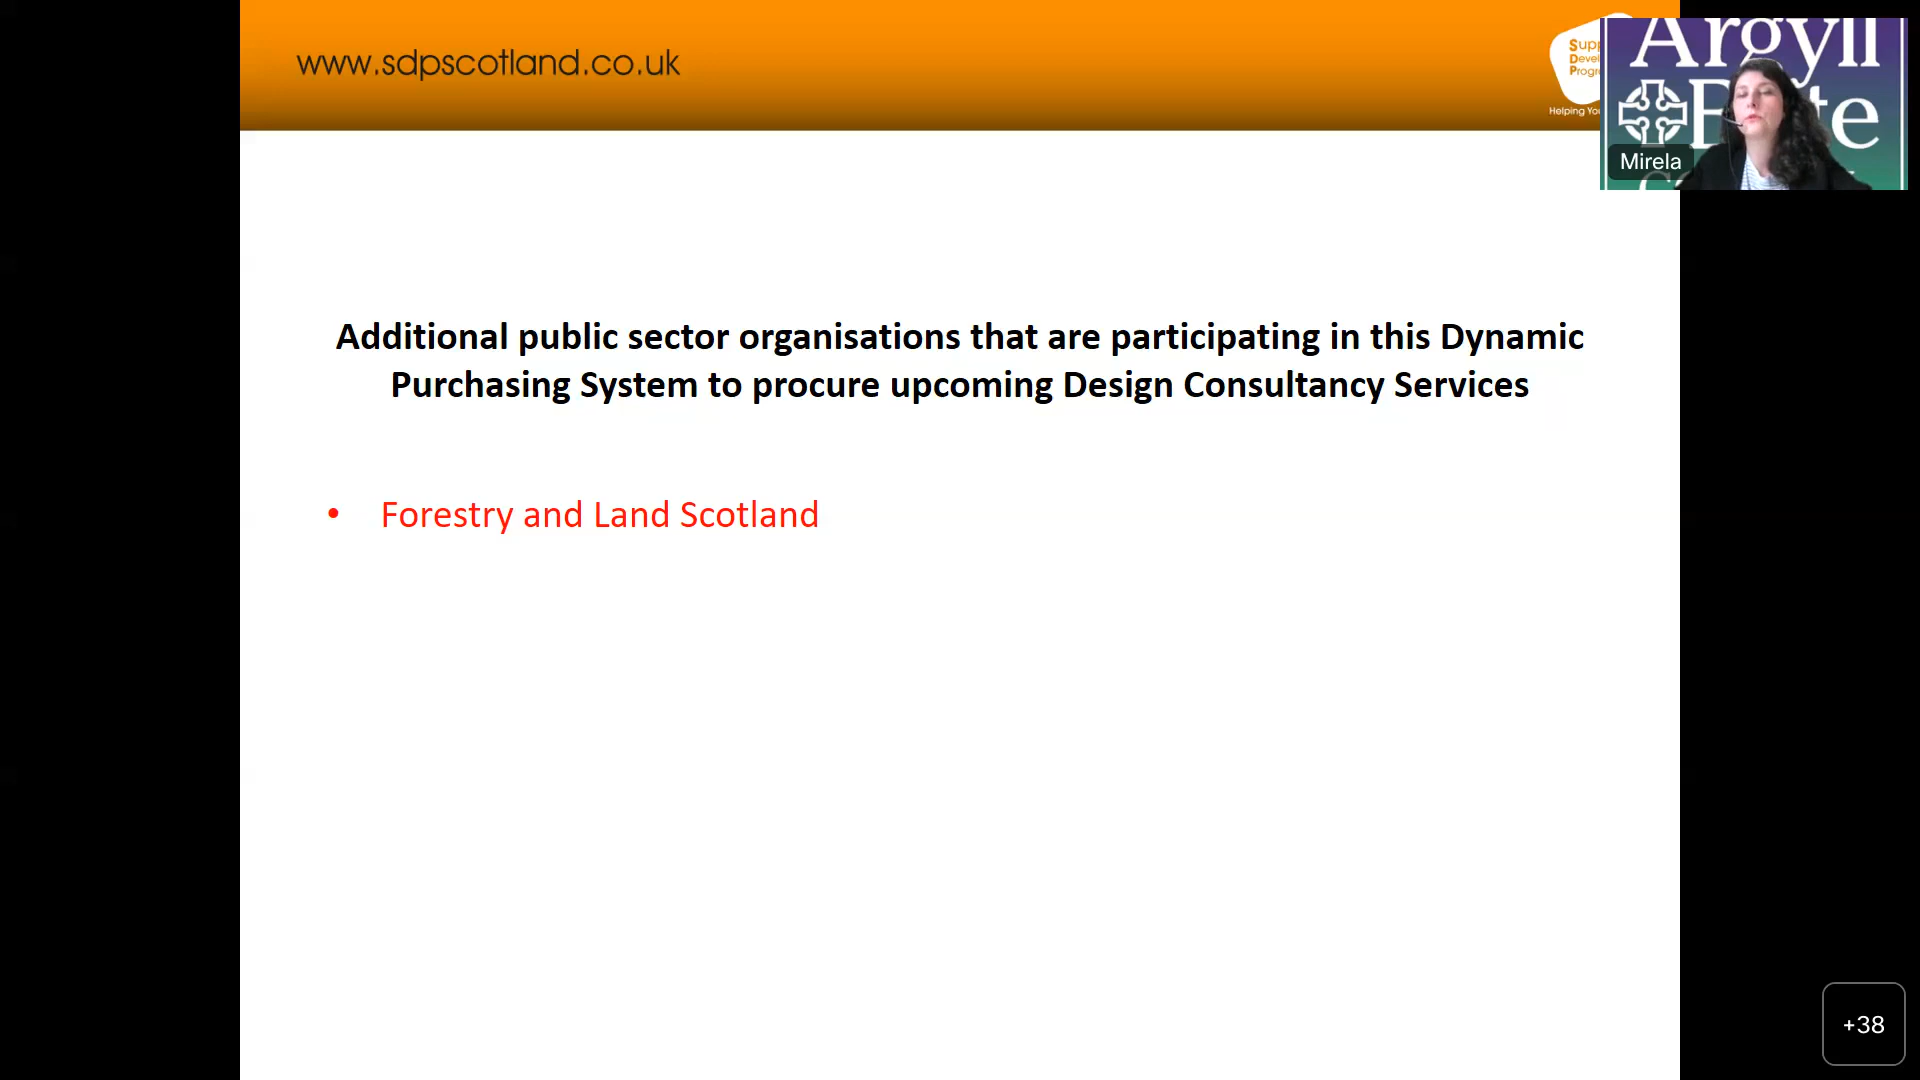 www.sdpscotland.co.uk
Helping
Argyll
Mirela
Additional public sector organisations that are participating in this Dynamic
Purchasing System to procure upcoming Design Consultancy Services
• Forestry and Land Scotland
+38